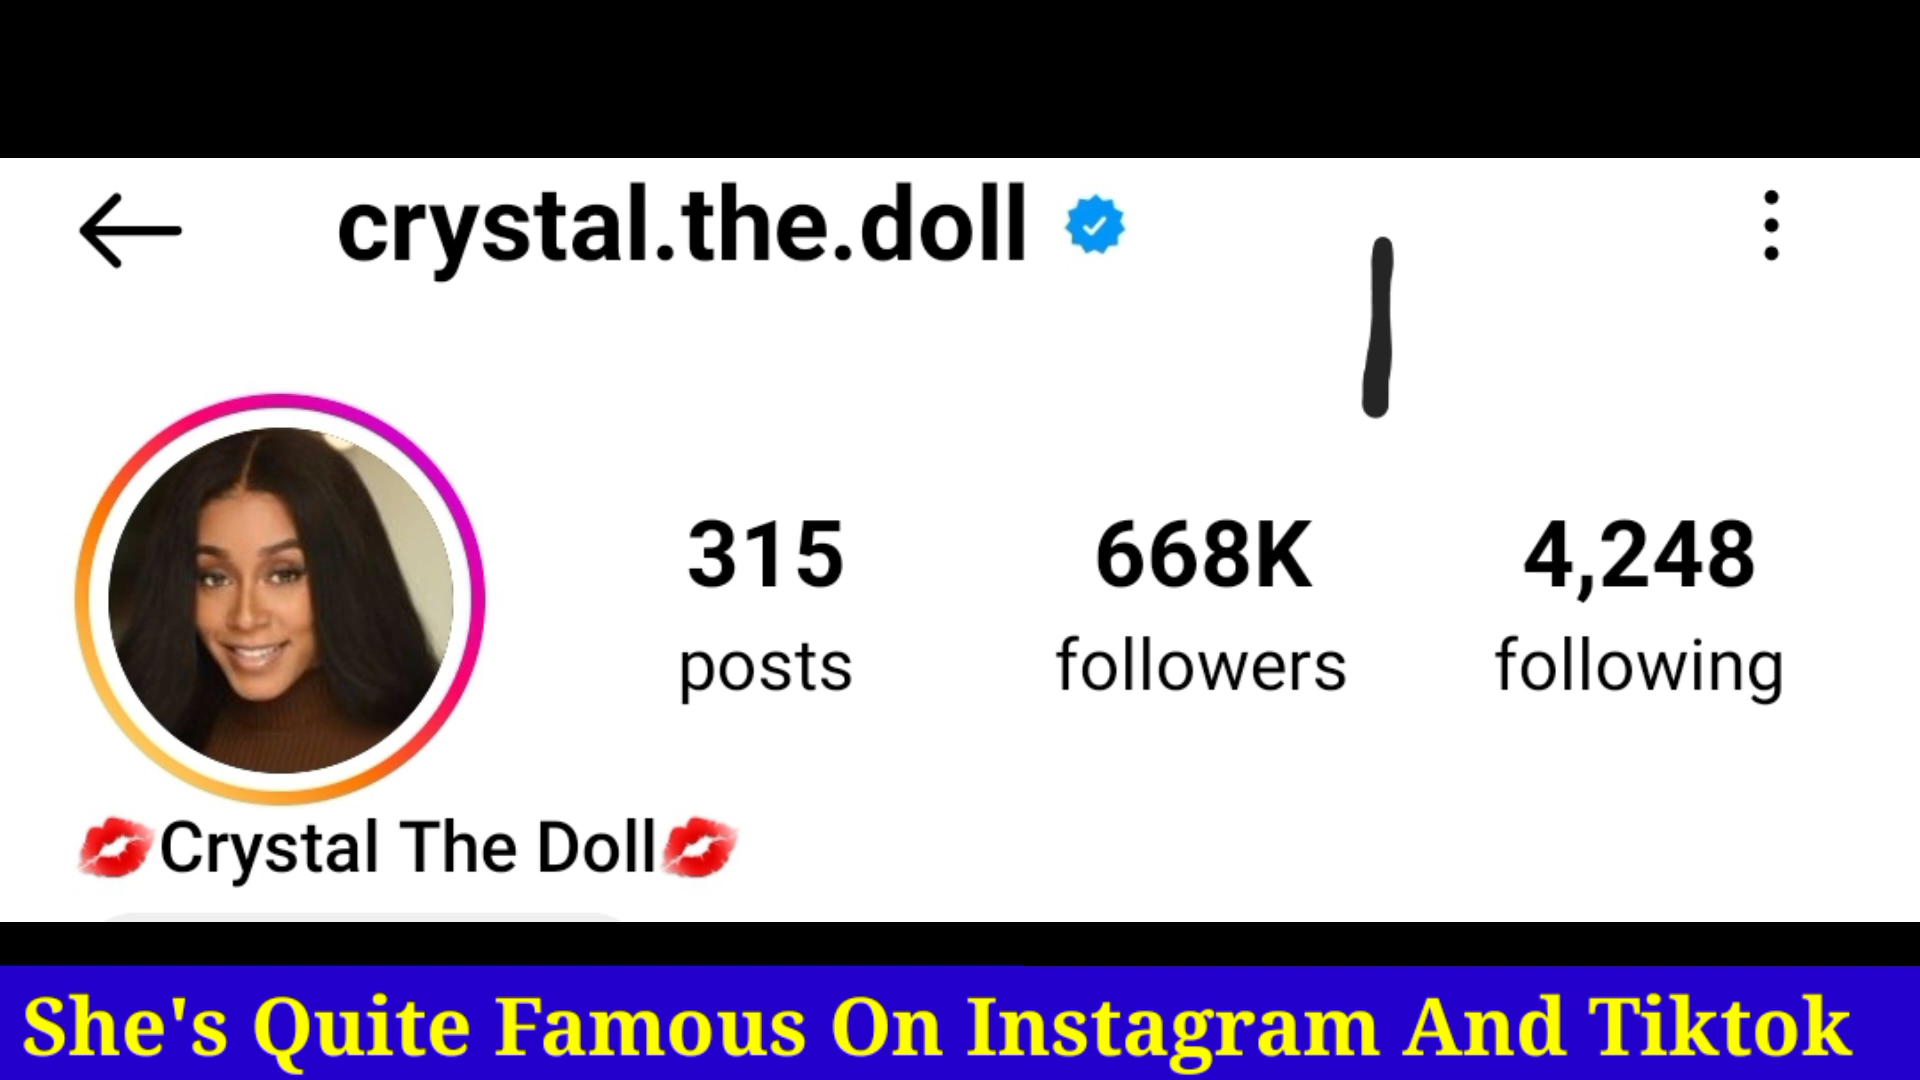 crystal.the.doll
315 668K 4,248
posts followers following
💋Crystal The Doll💋
She's Quite Famous On Instagram And Tiktok